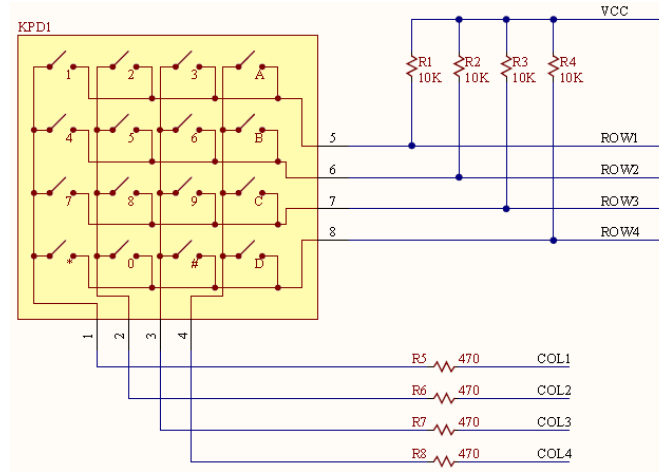 VCC
KPD1
R1 R2 R3 R4
10K 10K 10K 10K
1 2 3 A
5 ROW1
4 5 6 B
6 ROW2
7 8 9 C
7 ROW3
8 ROW4
* 0 # D
1 2 3 4
R5 470 COL1
R6 470 COL2
R7 470 COL3
R8 470 COL4